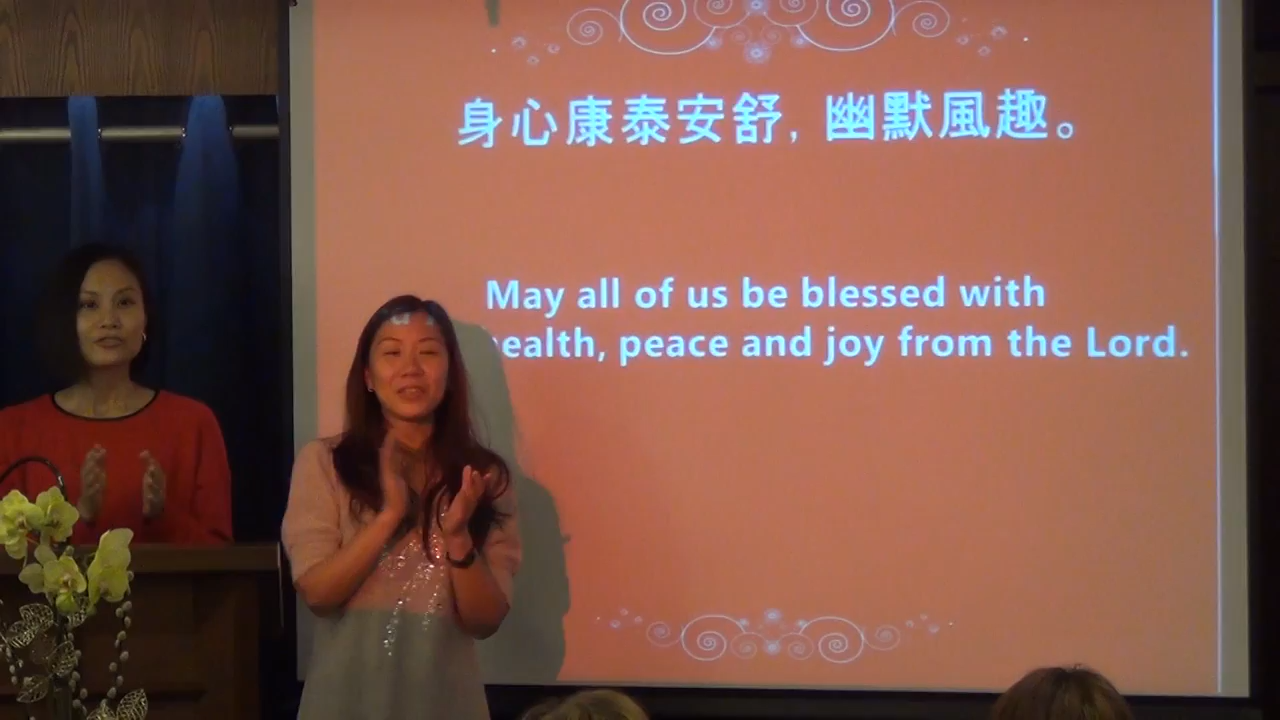 身心康泰安舒，幽默風趣。
May all of us be blessed with
peace and joy from the Lord.